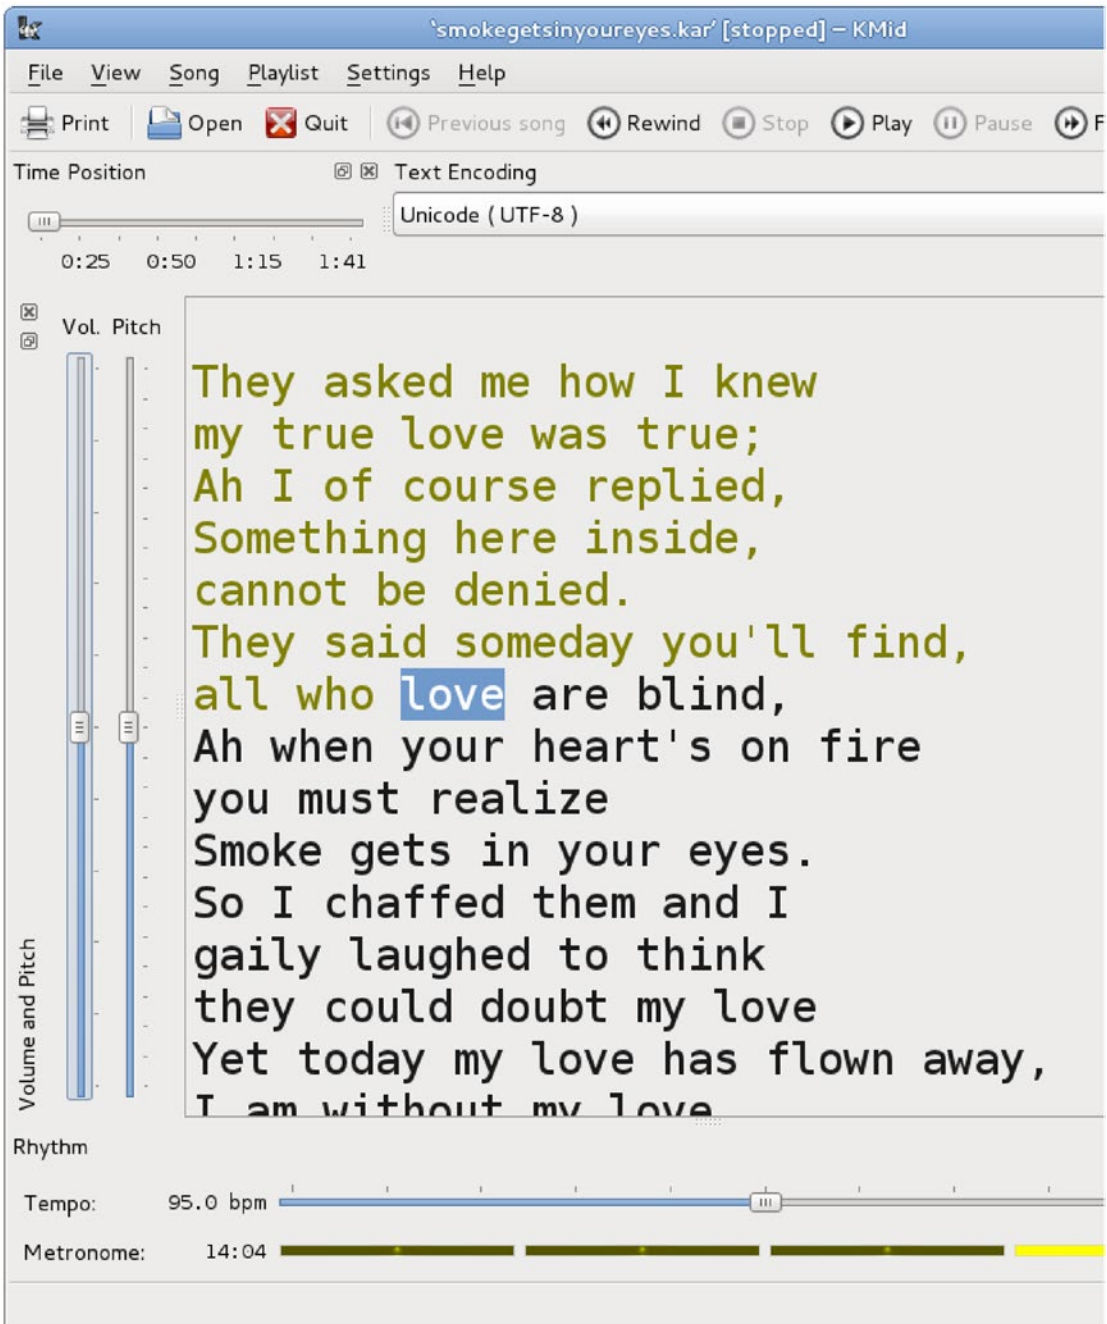 ‘smokegetsinyoureyes.kar’ [stopped] – KMid
File View Song Playlist Settings Help
Print Open Quit Previous song Rewind Stop Play Pause F
Time Position Text Encoding
Unicode ( UTF-8 )
0:25 0:50 1:15 1:41
Vol. Pitch
They asked me how I knew
my true love was true;
Ah I of course replied,
Something here inside,
cannot be denied.
They said someday you'll find,
all who love are blind,
Ah when your heart's on fire
you must realize
Smoke gets in your eyes.
So I chaffed them and I
gaily laughed to think
they could doubt my love
Yet today my love has flown away,
I am without my love
Volume and Pitch
Rhythm
Tempo: 95.0 bpm
Metronome: 14:04